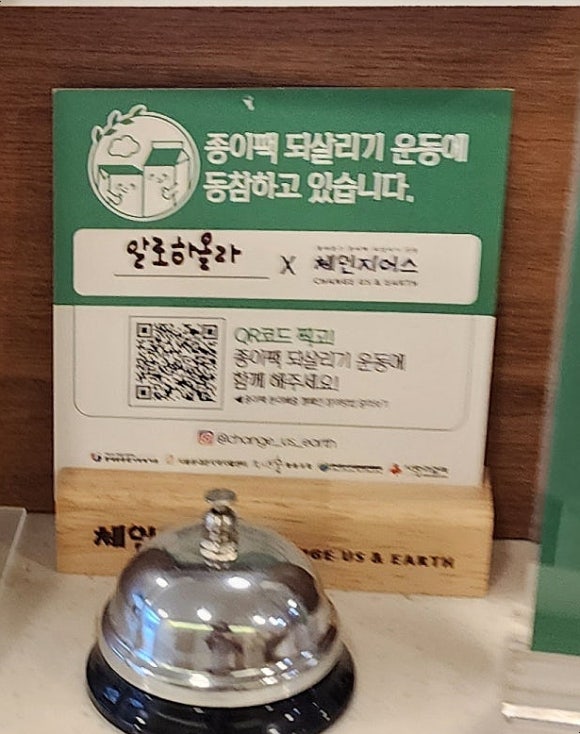 종이팩 되살리기 운동에
동참하고 있습니다.
알로하올라 X 체인지어스
CHANGE US & EARTH
QR코드 찍고!
종이팩 되살리기 운동에
함께 해주세요!
@change_us_earth
체인 GE US & EARTH